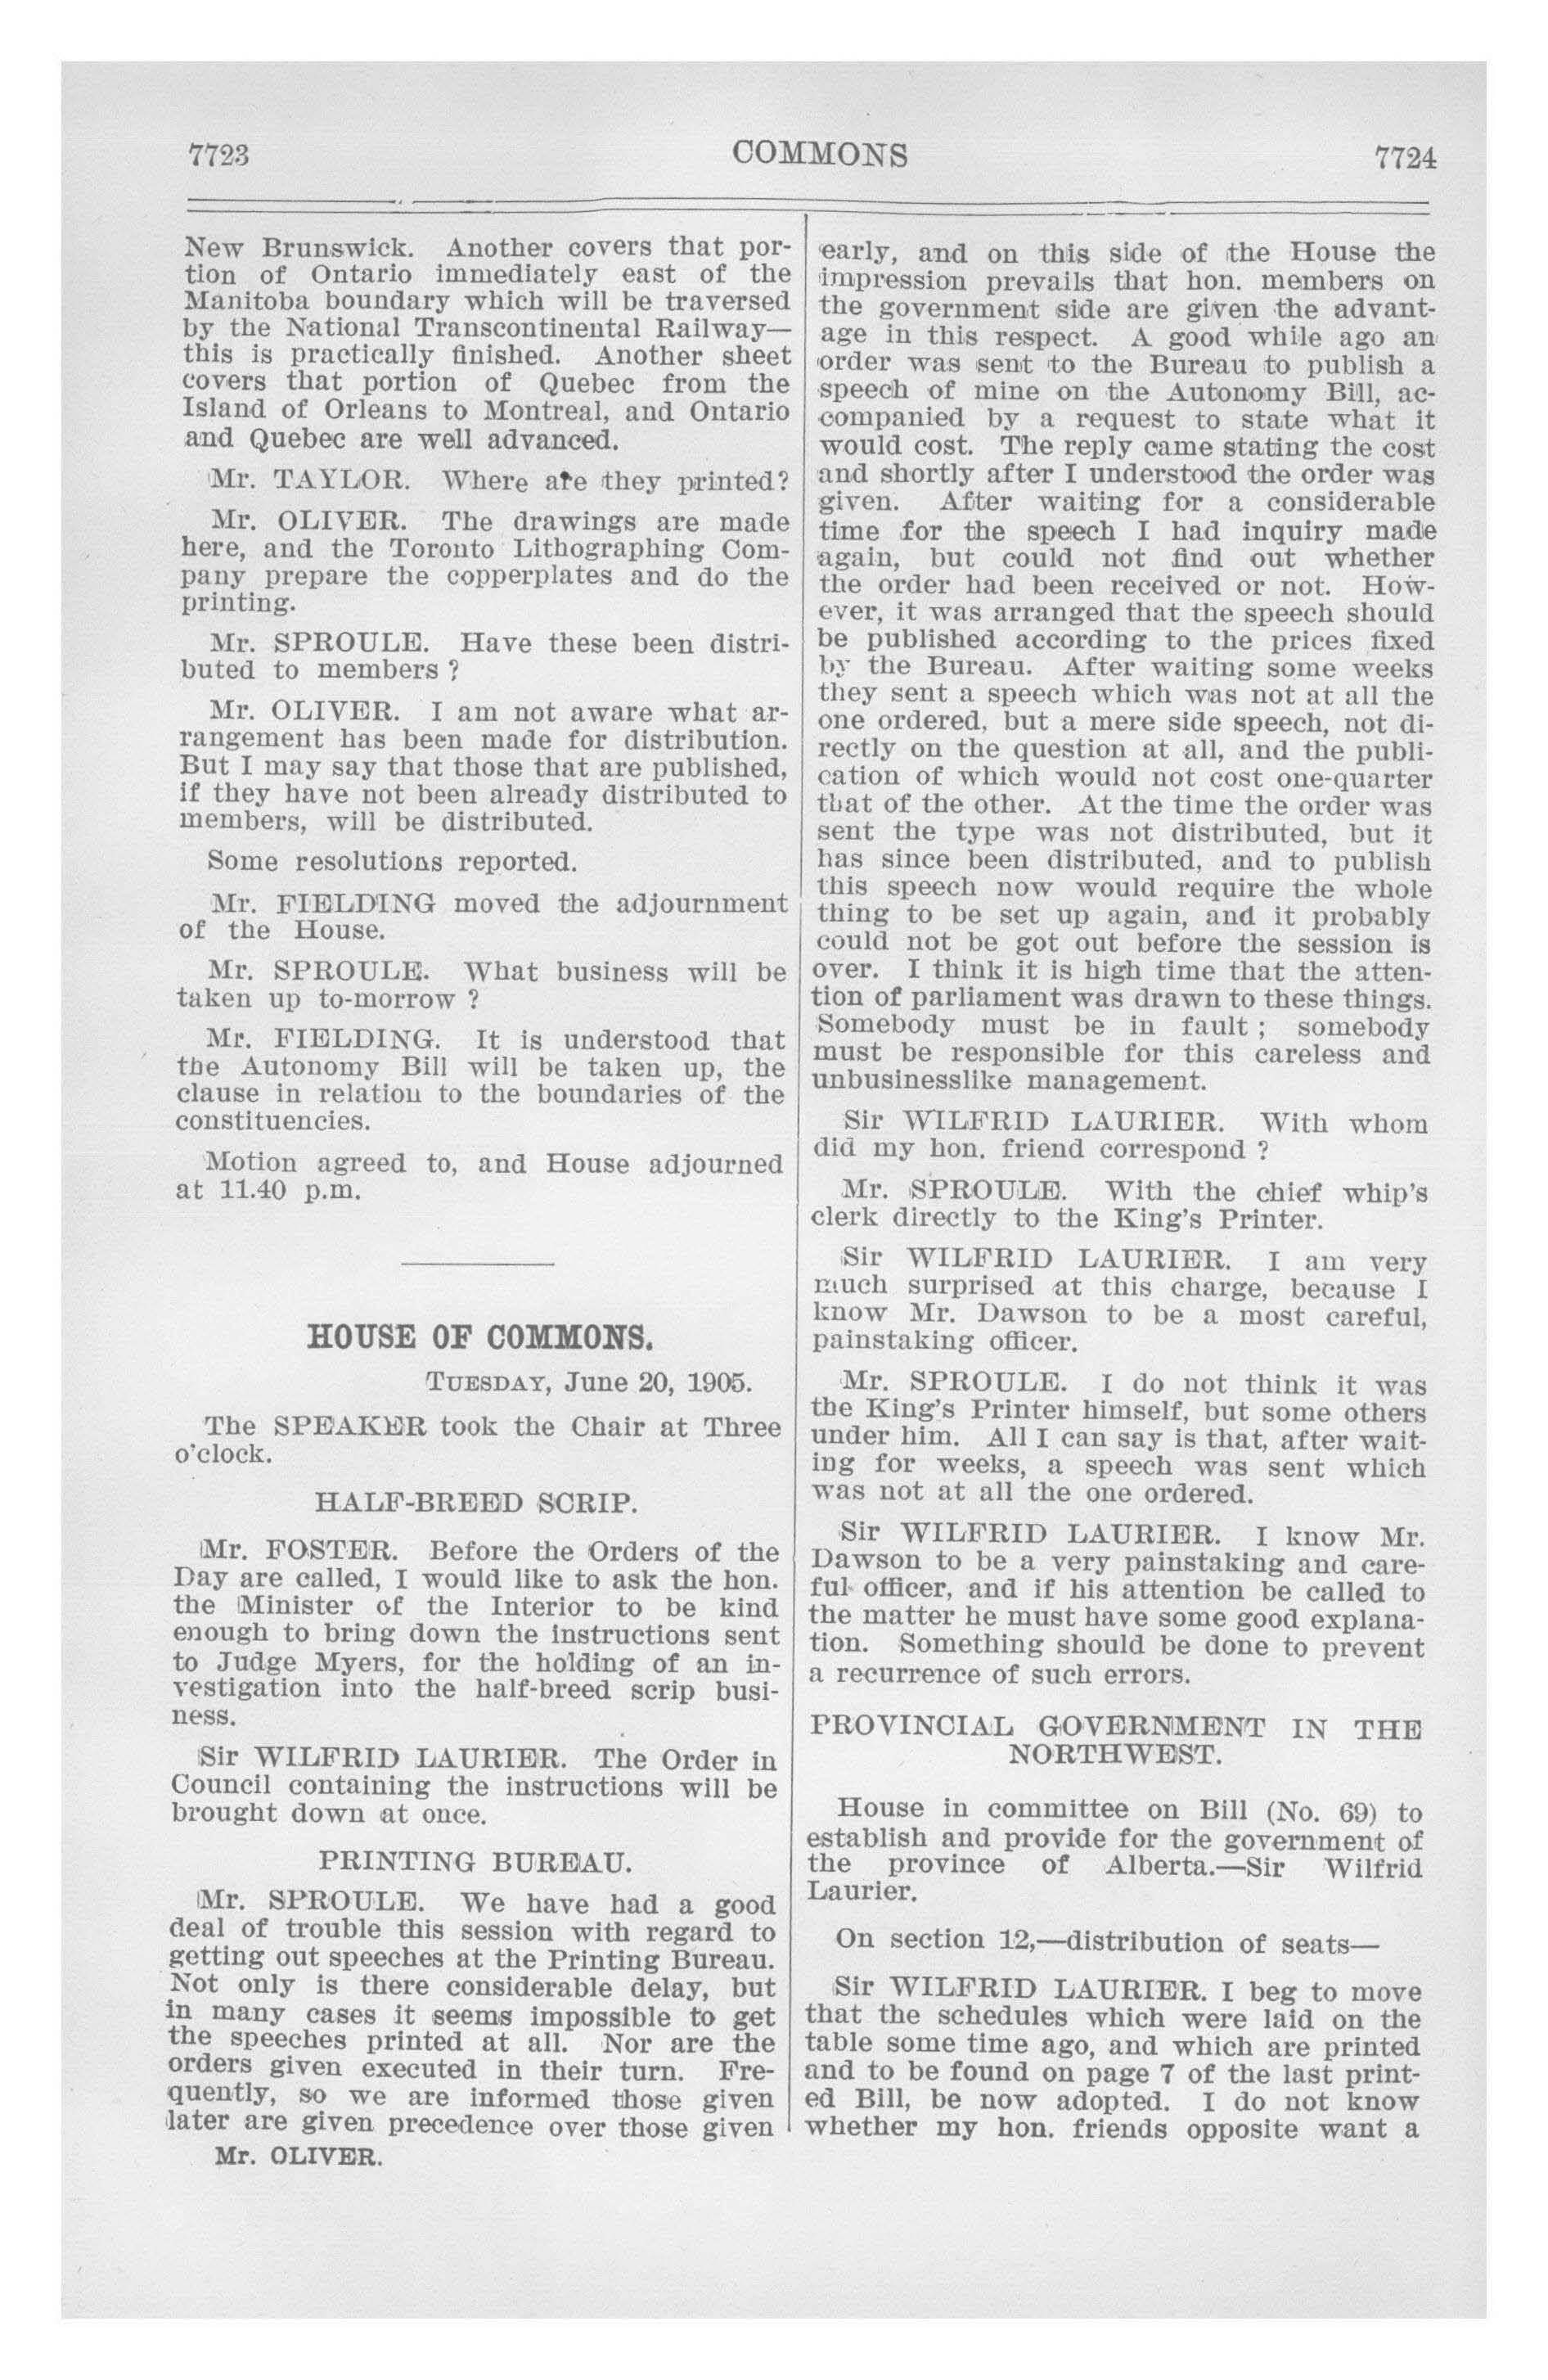 7723
COMMONS
7724
New Brunswick. Another covers that por-
tion of Ontario immediately east of the
Manitoba boundary which will be traversed
by the National Transcontinental Railway—
this is practically finished. Another sheet
covers that portion of Quebec from the
Island of Orleans to Montreal, and Ontario
and Quebec are well advanced.
Mr. TAYLOR. Where are they printed?
Mr. OLIVER. The drawings are made
here, and the Toronto Lithographing Com-
pany prepare the copperplates and do the
printing.
Mr. SPROULE. Have these been distri-
buted to members ?
Mr. OLIVER. I am not aware what ar-
rangement has been made for distribution.
But I may say that those that are published,
if they have not been already distributed to
members, will be distributed.
Some resolutions reported.
Mr. FIELDING moved the adjournment
of the House.
Mr. SPROULE. What business will be
taken up to-morrow ?
Mr. FIELDING. It is understood that
the Autonomy Bill will be taken up, the
clause in relation to the boundaries of the
constituencies.
Motion agreed to, and House adjourned
at 11.40 p.m.
HOUSE OF COMMONS.
TUESDAY, June 20, 1905.
The SPEAKER took the Chair at Three
o'clock.
HALF-BREED SCRIP.
Mr. FOSTER. Before the Orders of the
Day are called, I would like to ask the hon.
the Minister of the Interior to be kind
enough to bring down the instructions sent
to Judge Myers, for the holding of an in-
vestigation into the half-breed scrip busi-
ness.
Sir WILFRID LAURIER. The Order in
Council containing the instructions will be
brought down at once.
PRINTING BUREAU.
Mr. SPROULE. We have had a good
deal of trouble this session with regard to
getting out speeches at the Printing Bureau.
Not only is there considerable delay, but
in many cases it seems impossible to get
the speeches printed at all. Nor are the
orders given executed in their turn. Fre-
quently, so we are informed those given
later are given precedence over those given
Mr. OLIVER.
early, and on this side of the House the
impression prevails that hon. members on
the government side are given the advant-
age in this respect. A good while ago an
order was sent to the Bureau to publish a
speech of mine on the Autonomy Bill, ac-
companied by a request to state what it
would cost. The reply came stating the cost
and shortly after I understood the order was
given. After waiting for a considerable
time for the speech I had inquiry made
again, but could not find out whether
the order had been received or not. How-
ever, it was arranged that the speech should
be published according to the prices fixed
by the Bureau. After waiting some weeks
they sent a speech which was not at all the
one ordered, but a mere side speech, not di-
rectly on the question at all, and the publi-
cation of which would not cost one-quarter
that of the other. At the time the order was
sent the type was not distributed, but it
has since been distributed, and to publish
this speech now would require the whole
thing to be set up again, and it probably
could not be got out before the session is
over. I think it is high time that the atten-
tion of parliament was drawn to these things.
Somebody must be in fault ; somebody
must be responsible for this careless and
unbusinesslike management.
Sir WILFRID LAURIER. With whom
did my hon. friend correspond ?
Mr. SPROULE. With the chief whip's
clerk directly to the King's Printer.
Sir WILFRID LAURIER. I am very
much surprised at this charge, because I
know Mr. Dawson to be a most careful,
painstaking officer.
Mr. SPROULE. I do not think it was
the King's Printer himself, but some others
under him. All I can say is that, after wait-
ing for weeks, a speech was sent which
was not at all the one ordered.
Sir WILFRID LAURIER. I know Mr.
Dawson to be a very painstaking and care-
ful officer, and if his attention be called to
the matter he must have some good explana-
tion. Something should be done to prevent
a recurrence of such errors.
PROVINCIAL GOVERNMENT IN THE
NORTHWEST.
House in committee on Bill (No. 69) to
establish and provide for the government of
the province of Alberta.—Sir Wilfrid
Laurier.
On section 12,—distribution of seats—
Sir WILFRID LAURIER. I beg to move
that the schedules which were laid on the
table some time ago, and which are printed
and to be found on page 7 of the last print-
ed Bill, be now adopted. I do not know
whether my hon. friends opposite want a